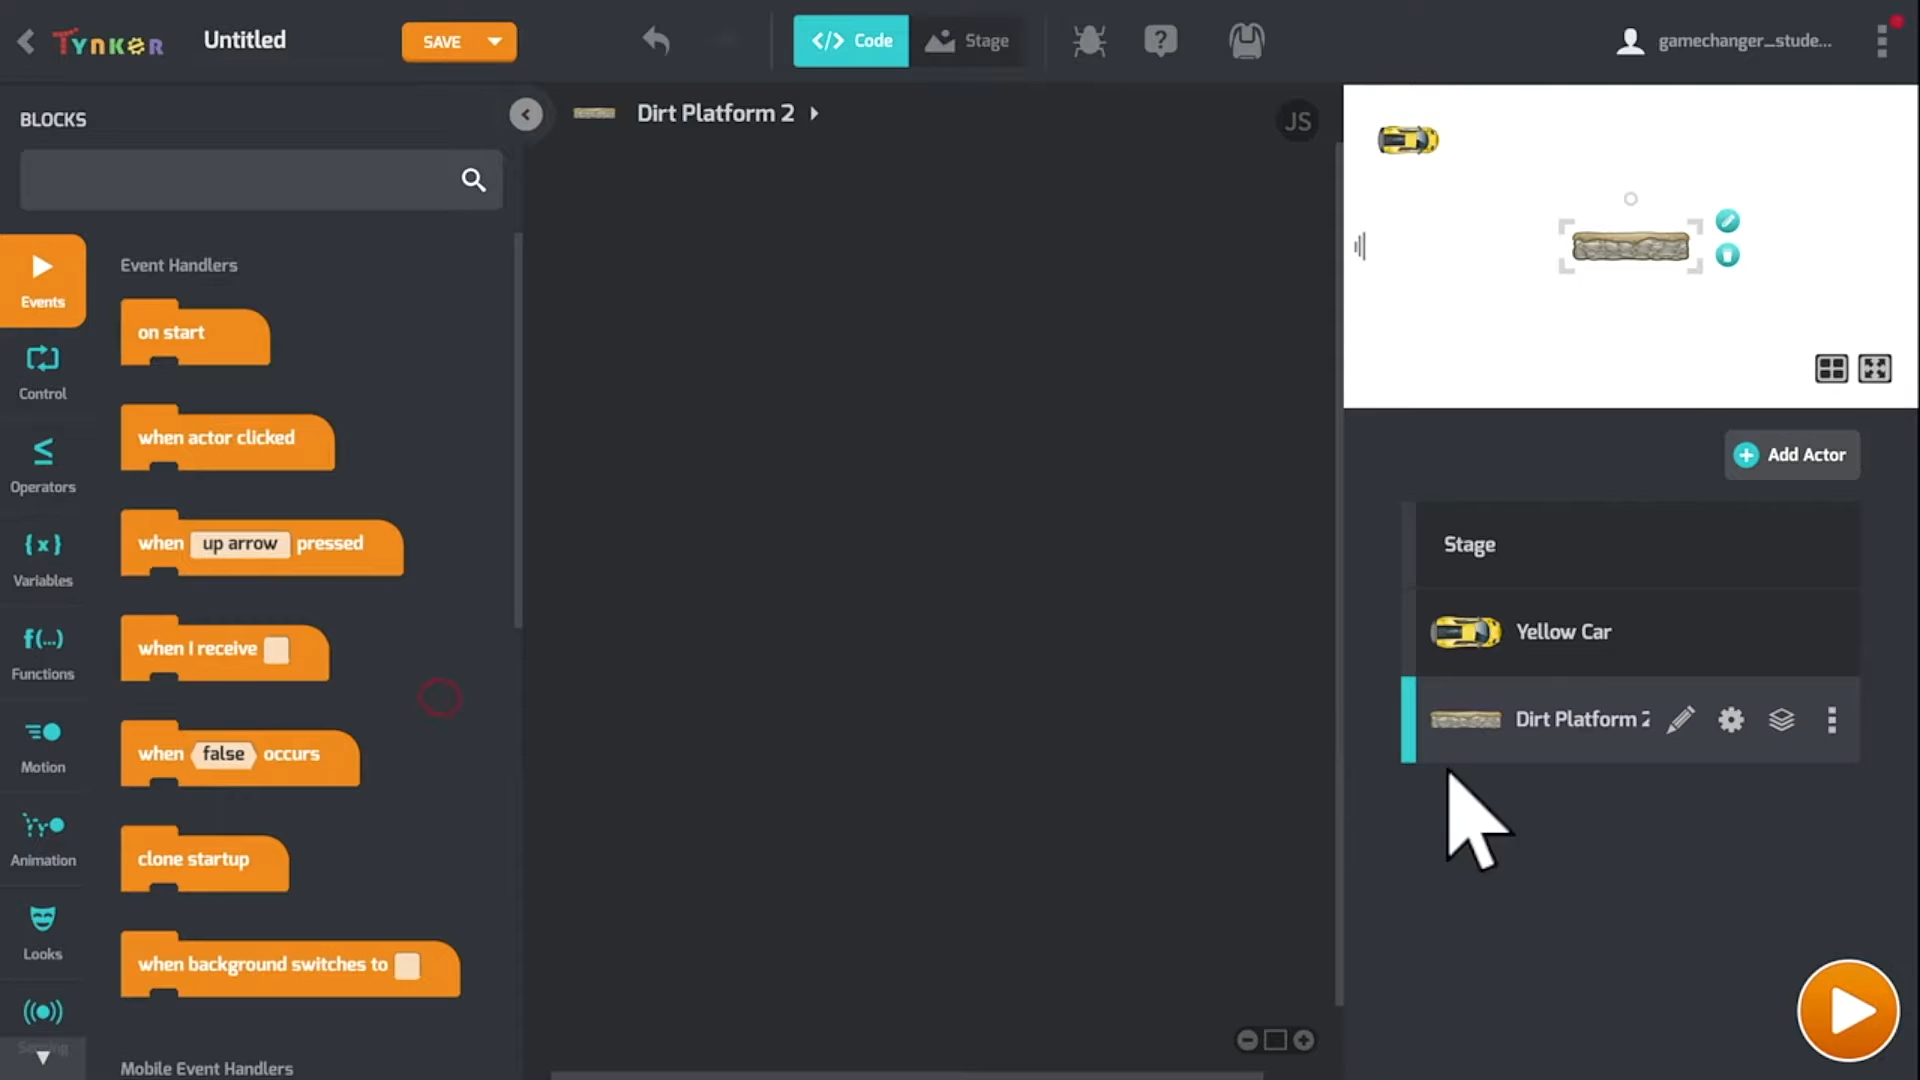 TYNKER
Untitled
SAVE
</> Code
Stage
?
gamechanger_stude...
BLOCKS
Dirt Platform 2
JS
Events
Control
Operators
{x}
Variables
f(...)
Functions
Motion
Animation
Looks
Sensing
Event Handlers
on start
when actor clicked
when up arrow pressed
when I receive
when false occurs
clone startup
when background switches to
Mobile Event Handlers
Add Actor
Stage
Yellow Car
Dirt Platform 2